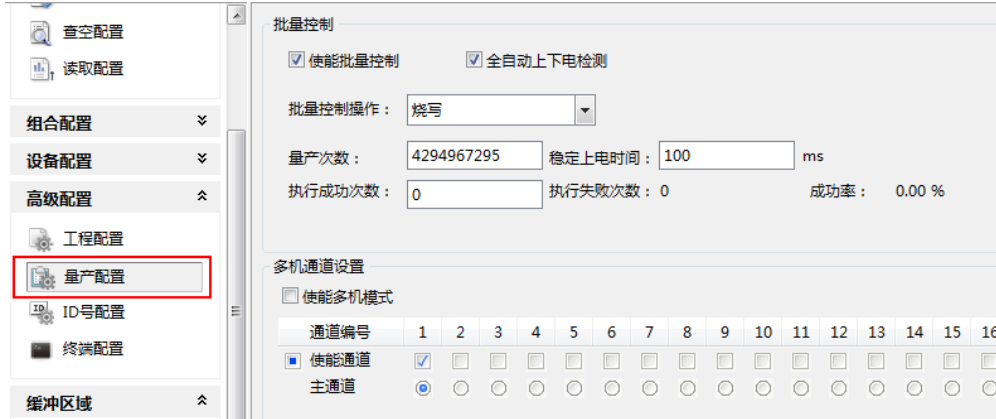 查空配置
读取配置
组合配置
设备配置
高级配置
工程配置
量产配置
ID号配置
终端配置
缓冲区域
批量控制
使能批量控制 全自动上下电检测
批量控制操作： 烧写
量产次数： 4294967295 稳定上电时间： 100 ms
执行成功次数： 0 执行失败次数： 0 成功率： 0.00 %
多机通道设置
使能多机模式
通道编号 1 2 3 4 5 6 7 8 9 10 11 12 13 14 15 16
使能通道
主通道